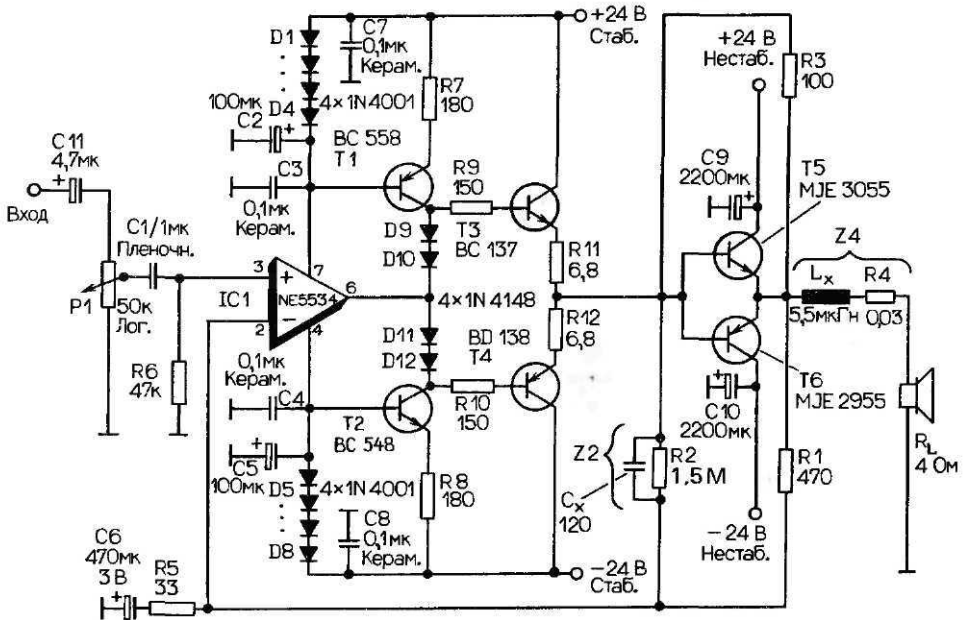 D1
C7
0,1мк
Керам.
+24 В
Стаб.
+24 В
Нестаб.
R3
100
R7
180
100мк
D4
4×1N 4001
C2
+
BC 558
T1
C11
4,7мк
+
Вход
C3
0,1мк
Керам.
R9
150
T3
BC 137
C9
2200мк
+
T5
MJE 3055
C1/1мк
Пленочн.
D9
D10
R11
6,8
Z4
Lx
5,5мкГн
R4
0,03
P1
50к
Лог.
IC1
3
+
7
NE5534
6
−
2
4
4×1N 4148
D11
D12
BD 138
T4
R12
6,8
R6
47к
0,1мк
Керам.
C4
T2
BC 548
R10
150
+
C10
2200мк
T6
MJE 2955
RL
4 Ом
+
C5
100мк
D5
4×1N 4001
R8
180
Z2
Cx
120
R2
1,5 М
R1
470
C8
0,1мк
Керам.
D8
−24 В
Стаб.
−24 В
Нестаб.
C6
470мк
3 В
+
R5
33